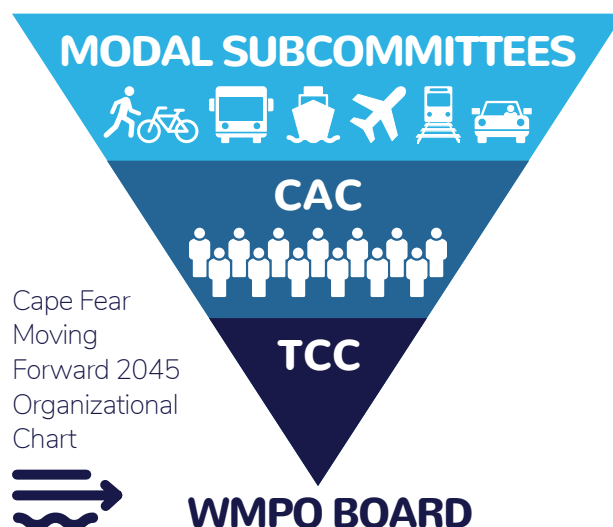 MODAL SUBCOMMITTEES
CAC
TCC
Cape Fear
Moving
Forward 2045
Organizational
Chart
WMPO BOARD